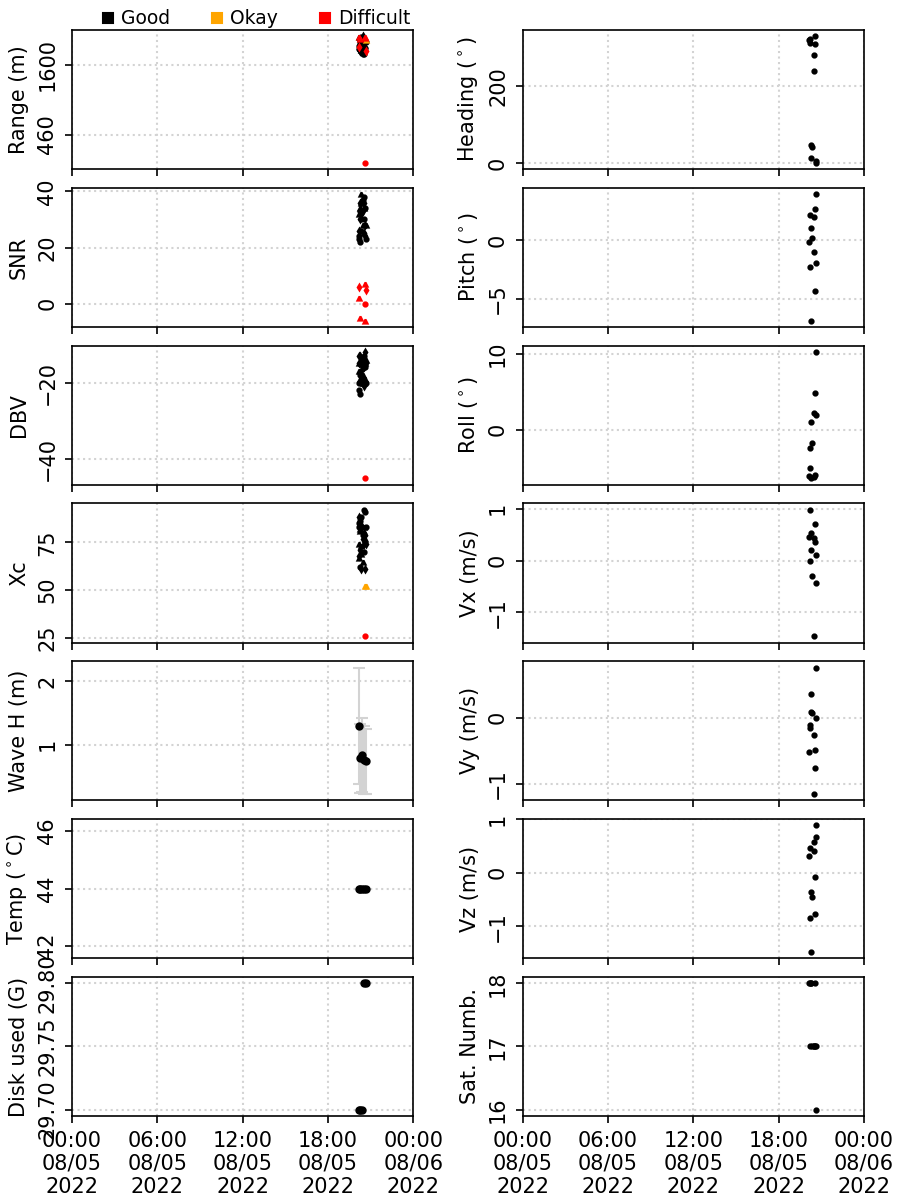 Good Okay Difficult
Range (m)
1600
460
Heading (°)
200
0
SNR
40
20
0
Pitch (°)
0
−5
DBV
−20
−40
Roll (°)
10
0
Xc
75
50
25
Vx (m/s)
1
0
−1
Wave H (m)
2
1
Vy (m/s)
0
−1
Temp (°C)
46
44
42
Vz (m/s)
1
0
−1
Disk used (G)
29.80
29.75
29.70
Sat. Numb.
18
17
16
00:00 06:00 12:00 18:00 00:00
08/05 08/05 08/05 08/05 08/06
2022 2022 2022 2022 2022
00:00 06:00 12:00 18:00 00:00
08/05 08/05 08/05 08/05 08/06
2022 2022 2022 2022 2022